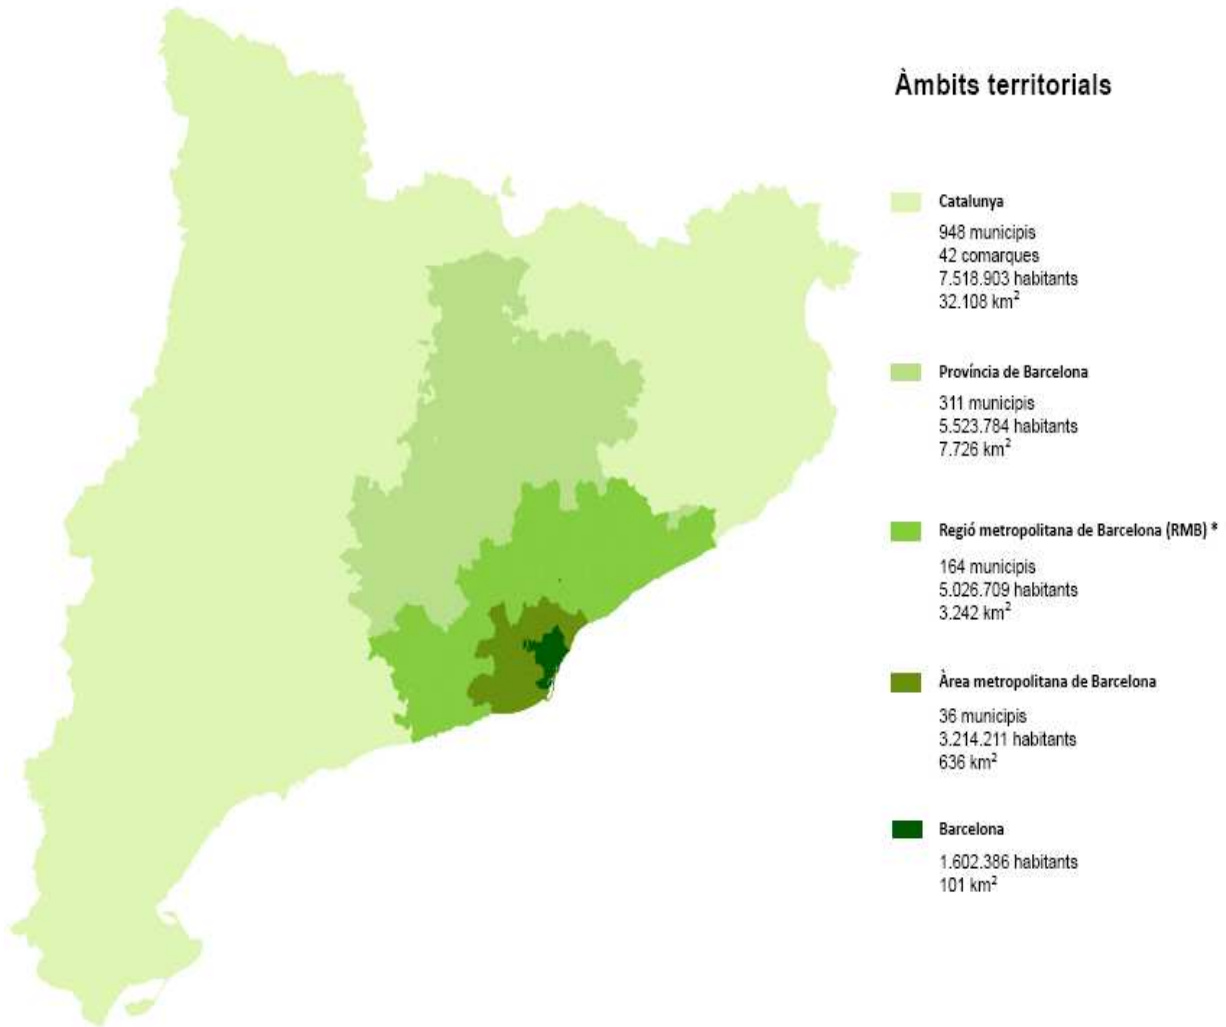 Àmbits territorials
Catalunya
948 municipis
42 comarques
7.518.903 habitants
32.108 km²
Província de Barcelona
311 municipis
5.523.784 habitants
7.726 km²
Regió metropolitana de Barcelona (RMB) *
164 municipis
5.026.709 habitants
3.242 km²
Àrea metropolitana de Barcelona
36 municipis
3.214.211 habitants
636 km²
Barcelona
1.602.386 habitants
101 km²